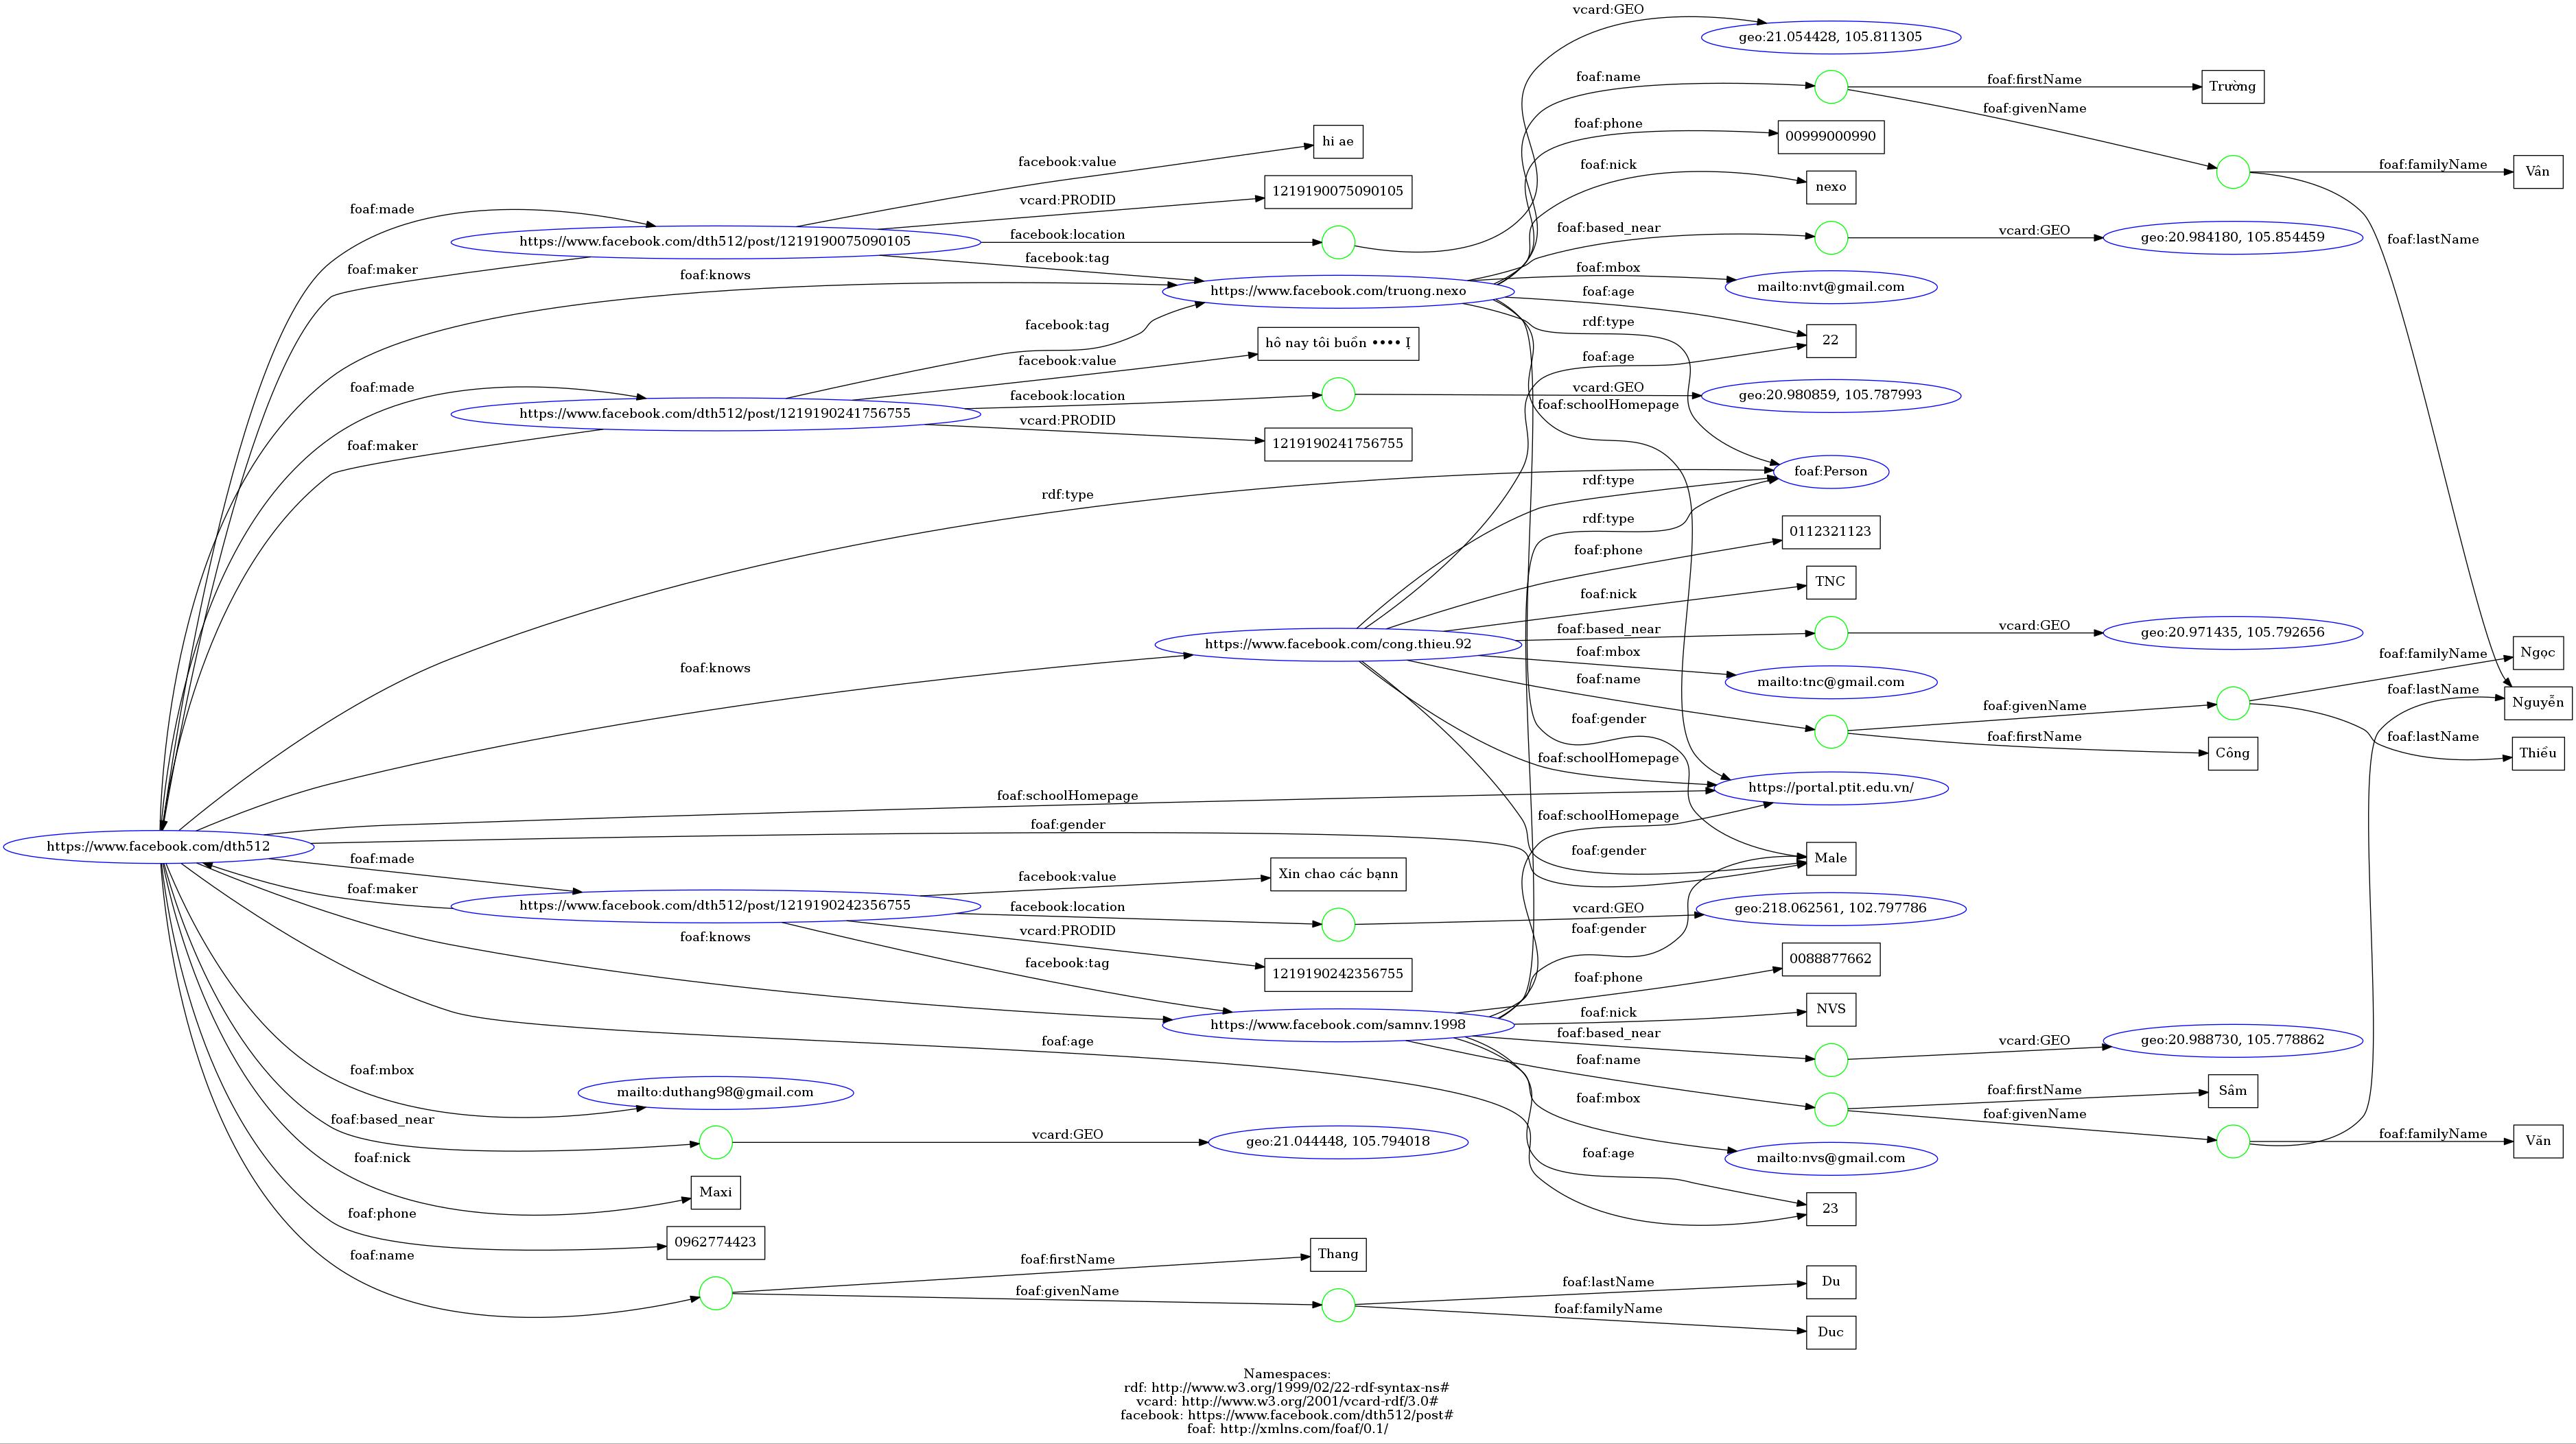 vcard:GEO
geo:21.054428, 105.811305
foaf:name
foaf:firstName
Trường
foaf:givenName
foaf:phone
00999000990
hi ae
facebook:value
foaf:nick
nexo
foaf:familyName
Vân
1219190075090105
vcard:PRODID
foaf:made
https://www.facebook.com/dth512/post/1219190075090105
facebook:location
foaf:based_near
vcard:GEO
geo:20.984180, 105.854459
foaf:lastName
facebook:tag
foaf:maker
foaf:knows
https://www.facebook.com/truong.nexo
foaf:mbox
mailto:nvt@gmail.com
foaf:age
rdf:type
22
facebook:tag
hô nay tôi buồn •••• Ị
facebook:value
foaf:age
foaf:made
https://www.facebook.com/dth512/post/1219190241756755
facebook:location
vcard:GEO
geo:20.980859, 105.787993
foaf:schoolHomepage
vcard:PRODID
1219190241756755
foaf:maker
foaf:Person
rdf:type
rdf:type
rdf:type
0112321123
foaf:phone
TNC
foaf:nick
https://www.facebook.com/cong.thieu.92
foaf:based_near
vcard:GEO
geo:20.971435, 105.792656
foaf:mbox
mailto:tnc@gmail.com
foaf:familyName
Ngọc
foaf:knows
foaf:name
foaf:lastName
Nguyễn
foaf:givenName
foaf:gender
foaf:firstName
Công
foaf:lastName
Thiều
foaf:schoolHomepage
https://portal.ptit.edu.vn/
foaf:schoolHomepage
foaf:schoolHomepage
foaf:gender
https://www.facebook.com/dth512
foaf:gender
Male
foaf:made
facebook:value
Xin chao các bạnn
foaf:maker
https://www.facebook.com/dth512/post/1219190242356755
facebook:location
vcard:GEO
geo:218.062561, 102.797786
foaf:gender
vcard:PRODID
foaf:knows
facebook:tag
1219190242356755
foaf:phone
0088877662
foaf:nick
NVS
https://www.facebook.com/samnv.1998
foaf:based_near
vcard:GEO
geo:20.988730, 105.778862
foaf:age
foaf:name
foaf:mbox
mailto:duthang98@gmail.com
foaf:firstName
Sâm
foaf:mbox
foaf:givenName
foaf:familyName
Văn
foaf:based_near
vcard:GEO
geo:21.044448, 105.794018
foaf:age
mailto:nvs@gmail.com
foaf:nick
Maxi
23
foaf:phone
0962774423
foaf:name
foaf:firstName
Thang
foaf:givenName
foaf:lastName
Du
foaf:familyName
Duc
Namespaces:
rdf: http://www.w3.org/1999/02/22-rdf-syntax-ns#
vcard: http://www.w3.org/2001/vcard-rdf/3.0#
facebook: https://www.facebook.com/dth512/post#
foaf: http://xmlns.com/foaf/0.1/